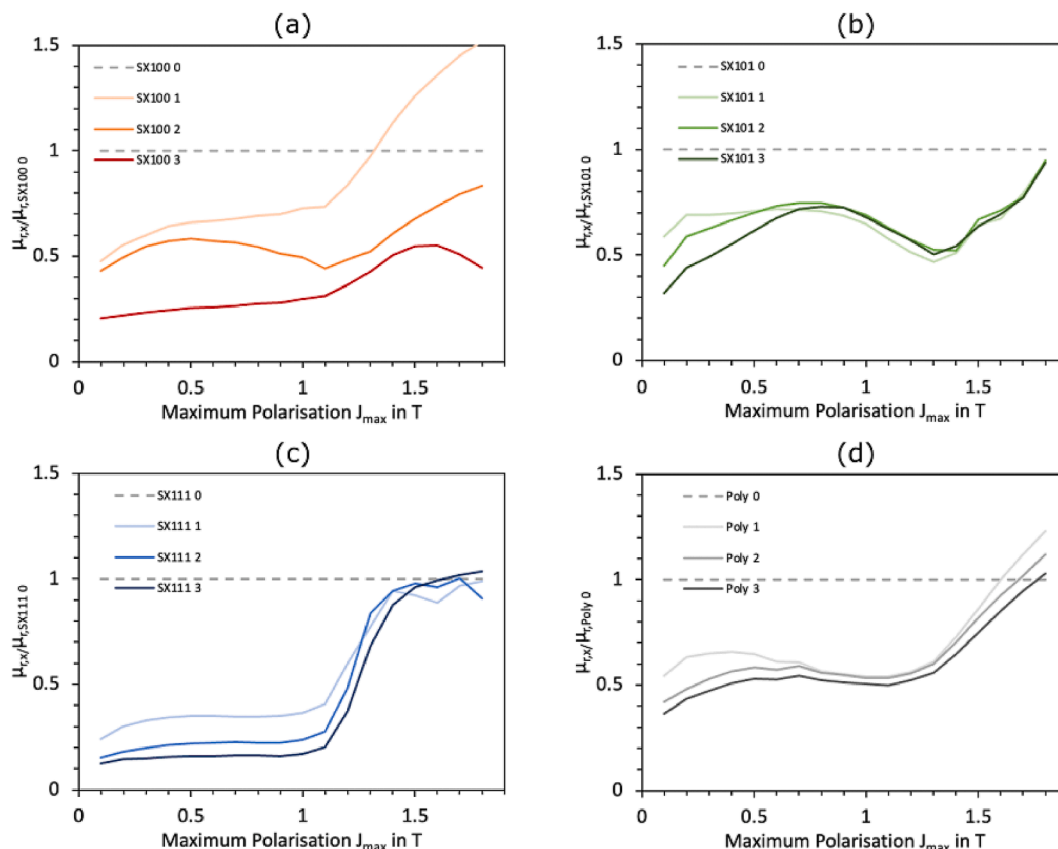 (a)
1.5
1
0.5
0
SX100 0
SX100 1
SX100 2
SX100 3
μr,x/μr,SX100 0
0 0.5 1 1.5
Maximum Polarisation Jmax in T
(b)
1.5
1
0.5
0
SX101 0
SX101 1
SX101 2
SX101 3
μr,x/μr,SX101 0
0 0.5 1 1.5
Maximum Polarisation Jmax in T
(c)
1.5
1
0.5
0
SX111 0
SX111 1
SX111 2
SX111 3
μr,x/μr,SX111 0
0 0.5 1 1.5
Maximum Polarisation Jmax in T
(d)
1.5
1
0.5
0
Poly 0
Poly 1
Poly 2
Poly 3
μr,x/μr,Poly 0
0 0.5 1 1.5
Maximum Polarisation Jmax in T